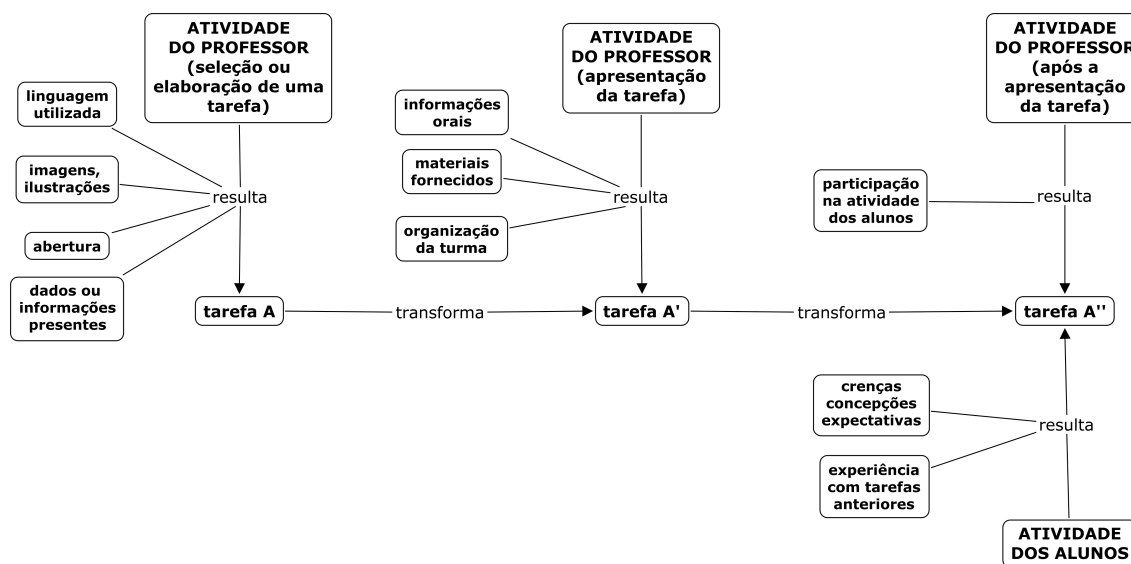 ATIVIDADE
DO PROFESSOR
(seleção ou
elaboração de uma
tarefa)
linguagem
utilizada
imagens,
ilustrações
abertura
dados ou
informações
presentes
resulta
tarefa A
transforma
ATIVIDADE
DO PROFESSOR
(apresentação
da tarefa)
informações
orais
materiais
fornecidos
organização
da turma
resulta
tarefa A'
transforma
ATIVIDADE
DO PROFESSOR
(após a
apresentação
da tarefa)
participação
na atividade
dos alunos
resulta
tarefa A''
crenças
concepções
expectativas
experiência
com tarefas
anteriores
resulta
ATIVIDADE
DOS ALUNOS